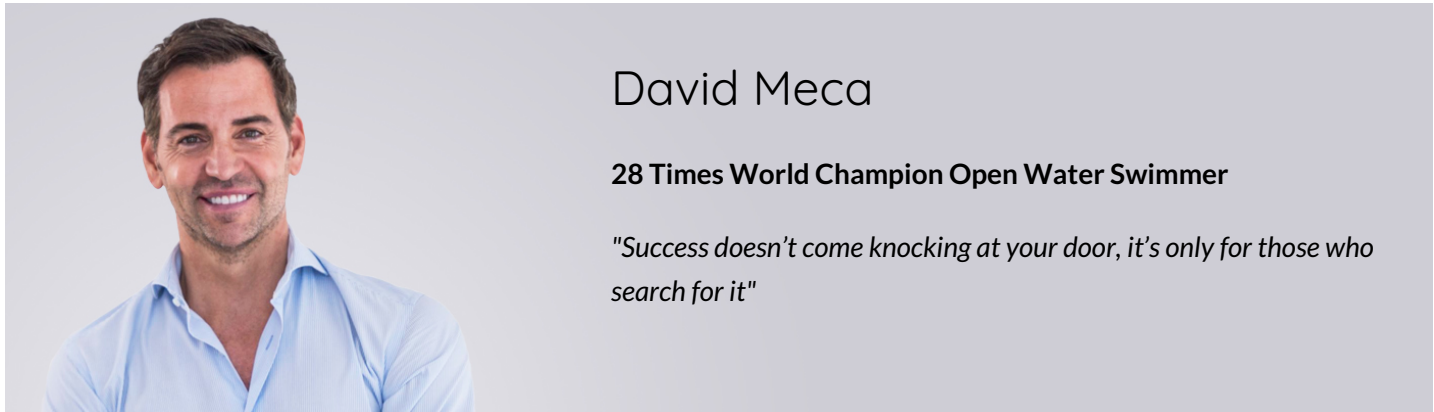 David Meca
28 Times World Champion Open Water Swimmer
"Success doesn’t come knocking at your door, it’s only for those who
search for it"